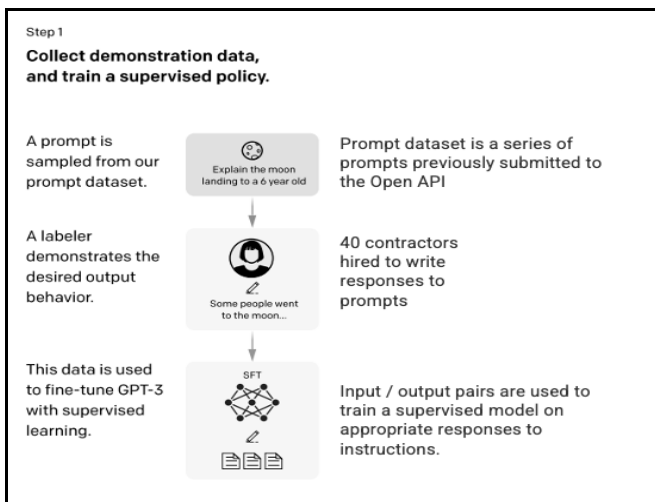 Step 1
Collect demonstration data,
and train a supervised policy.
A prompt is
sampled from our
prompt dataset.
Explain the moon
landing to a 6 year old
Prompt dataset is a series of
prompts previously submitted to
the Open API
A labeler
demonstrates the
desired output
behavior.
Some people went
to the moon...
40 contractors
hired to write
responses to
prompts
This data is used
to fine-tune GPT-3
with supervised
learning.
SFT
Input / output pairs are used to
train a supervised model on
appropriate responses to
instructions.